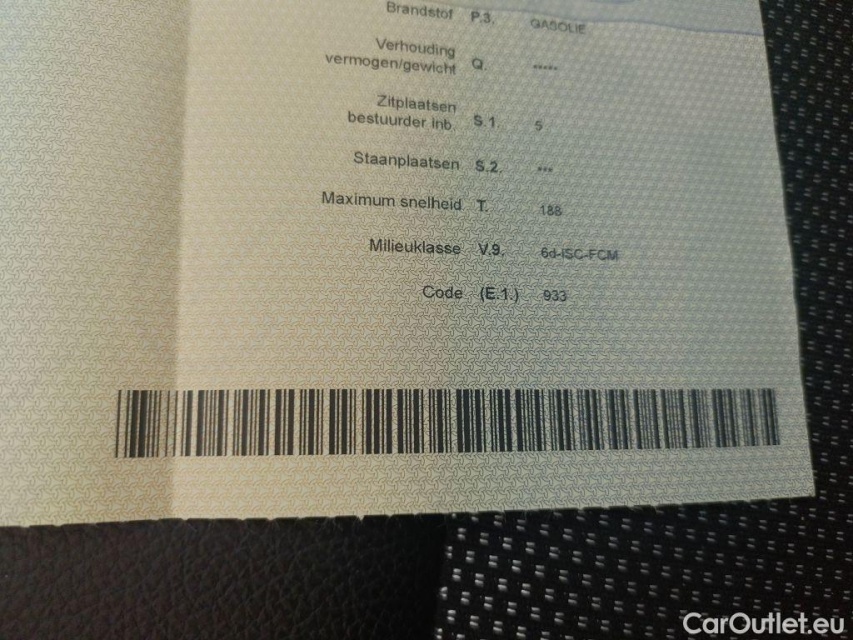 Brandstof P.3. GASOLIE
Verhouding
vermogen/gewicht Q. -----
Zitplaatsen
bestuurder inb. S.1. 5
Staanplaatsen S.2. ---
Maximum snelheid T. 188
Milieuklasse V.9. 6d-ISC-FCM
Code (E.1.) 933
CarOutlet.eu